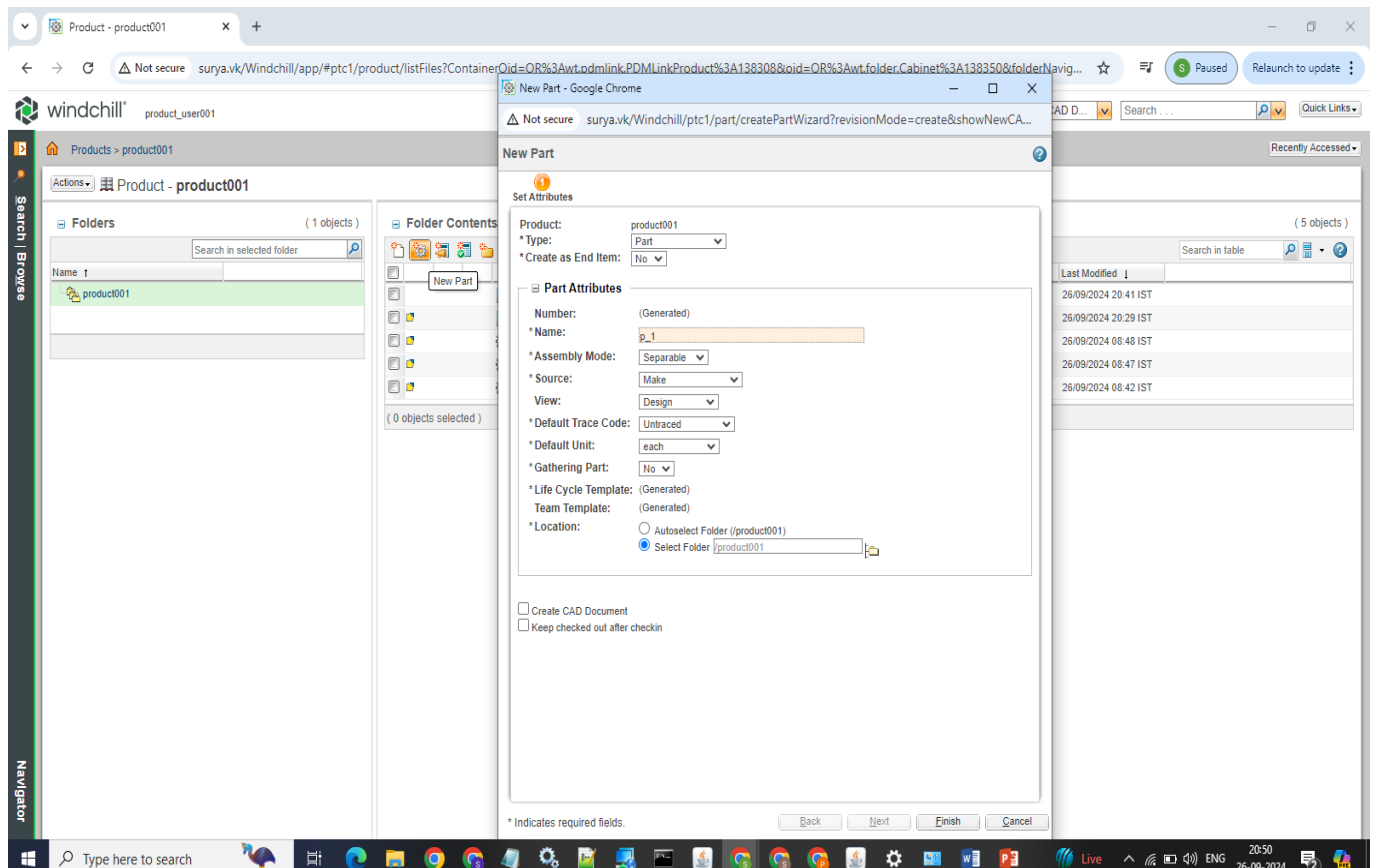 Product - product001
Not secure surya.vk/Windchill/app/#ptc1/product/listFiles?ContainerOid=OR%3Awt.pdmlink.PDMLinkProduct%3A138308&oid=OR%3Awt.folder.Cabinet%3A138350&folderNavig...
S Paused
Relaunch to update
New Part - Google Chrome
windchill
product_user001
AD D...
Search . . .
Quick Links
Not secure surya.vk/Windchill/ptc1/part/createPartWizard?revisionMode=create&showNewCA...
Products > product001
Recently Accessed
New Part
Actions
Product - product001
1
Set Attributes
Search | Browse
Folders
( 1 objects )
Folder Contents
( 5 objects )
Product: product001
* Type: Part
* Create as End Item: No
Search in selected folder
Search in table
Name
New Part
Last Modified
product001
Part Attributes
26/09/2024 20:41 IST
26/09/2024 20:29 IST
26/09/2024 08:48 IST
26/09/2024 08:47 IST
26/09/2024 08:42 IST
Number: (Generated)
* Name: p_1
* Assembly Mode: Separable
* Source: Make
View: Design
* Default Trace Code: Untraced
* Default Unit: each
* Gathering Part: No
* Life Cycle Template: (Generated)
Team Template: (Generated)
* Location: Autoselect Folder (/product001)
Select Folder /product001
( 0 objects selected )
Create CAD Document
Keep checked out after checkin
Navigator
* Indicates required fields.
Back
Next
Finish
Cancel
Type here to search
Live
ENG
20:50
26-09-2024